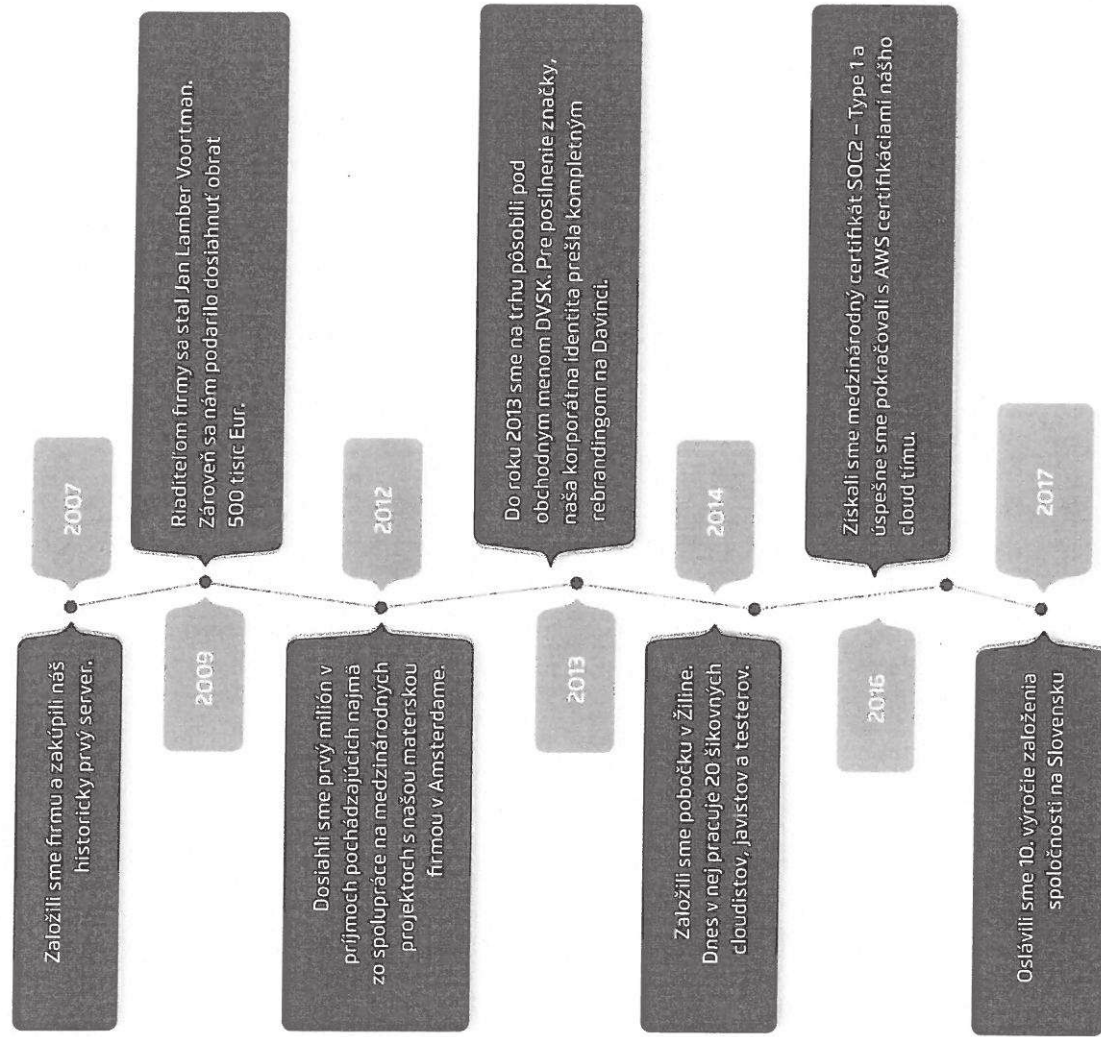 Založili sme firmu a zakúpili náš
historicky prvý server.
2007
Riaditeľom firmy sa stal Jan Lamber Voortman.
Zároveň sa nám podarilo dosiahnuť obrat
500 tisíc Eur.
2009
Dosiahli sme prvý milión v
príjmoch pochádzajúcich najmä
zo spolupráce na medzinárodných
projektoch s našou materskou
firmou v Amsterdame.
2012
Do roku 2013 sme na trhu pôsobili pod
obchodným menom DVSK. Pre posilnenie značky,
naša korporátna identita prešla kompletným
rebrandingom na Davinci.
2013
Založili sme pobočku v Žiline.
Dnes v nej pracuje 20 šikovných
cloudistov, javistov a testerov.
2014
Získali sme medzinárodný certifikát SOC2 – Type 1 a
úspešne sme pokračovali s AWS certifikáciamí nášho
cloud tímu.
2016
Oslávili sme 10. výročie založenia
spoločnosti na Slovensku
2017